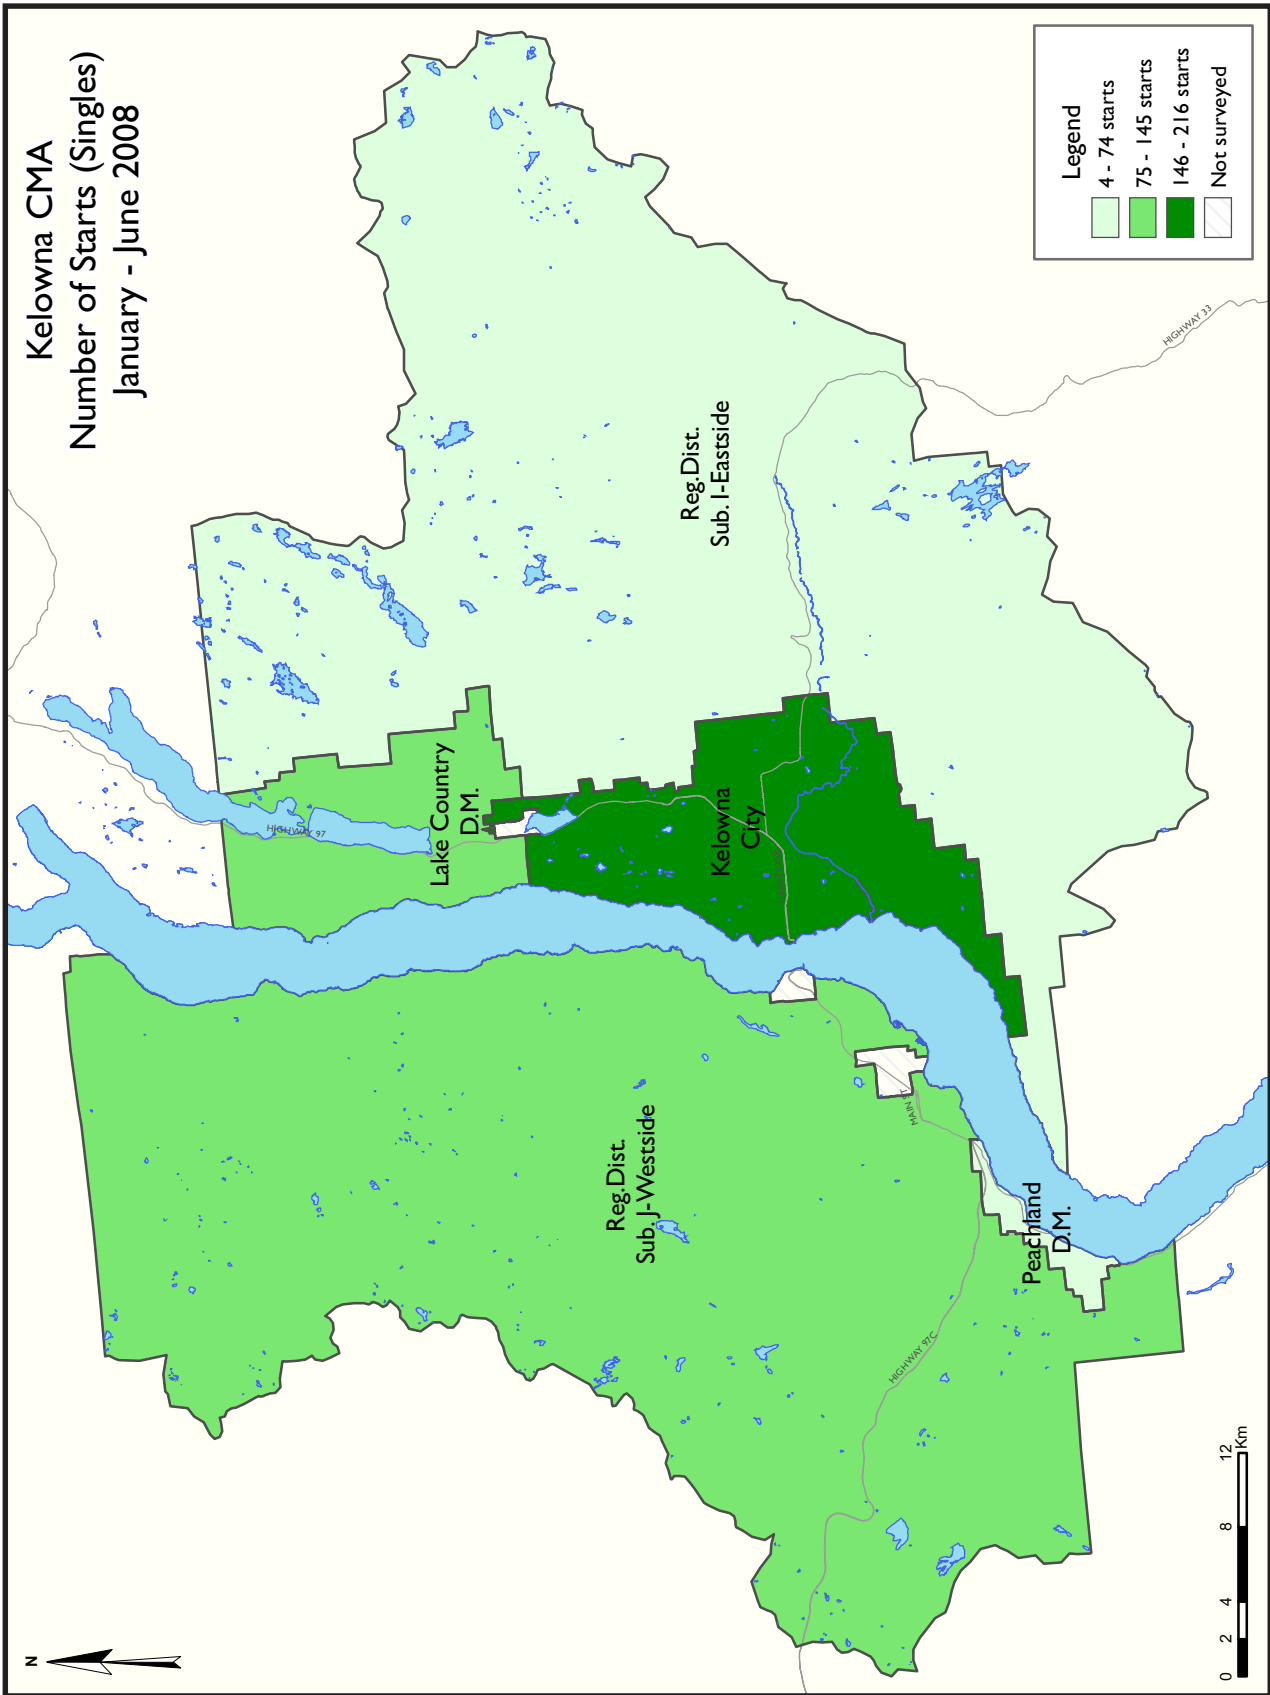 Kelowna CMA
Number of Starts (Singles)
January - June 2008
Legend
4 - 74 starts
75 - 145 starts
146 - 216 starts
Not surveyed
HIGHWAY 33
Reg.Dist.
Sub. I-Eastside
Lake Country
D.M.
HIGHWAY 97
Kelowna
City
Reg.Dist.
Sub. J-Westside
MAIN ST
Peachland
D.M.
HIGHWAY 97C
N
0 2 4 8 12
Km